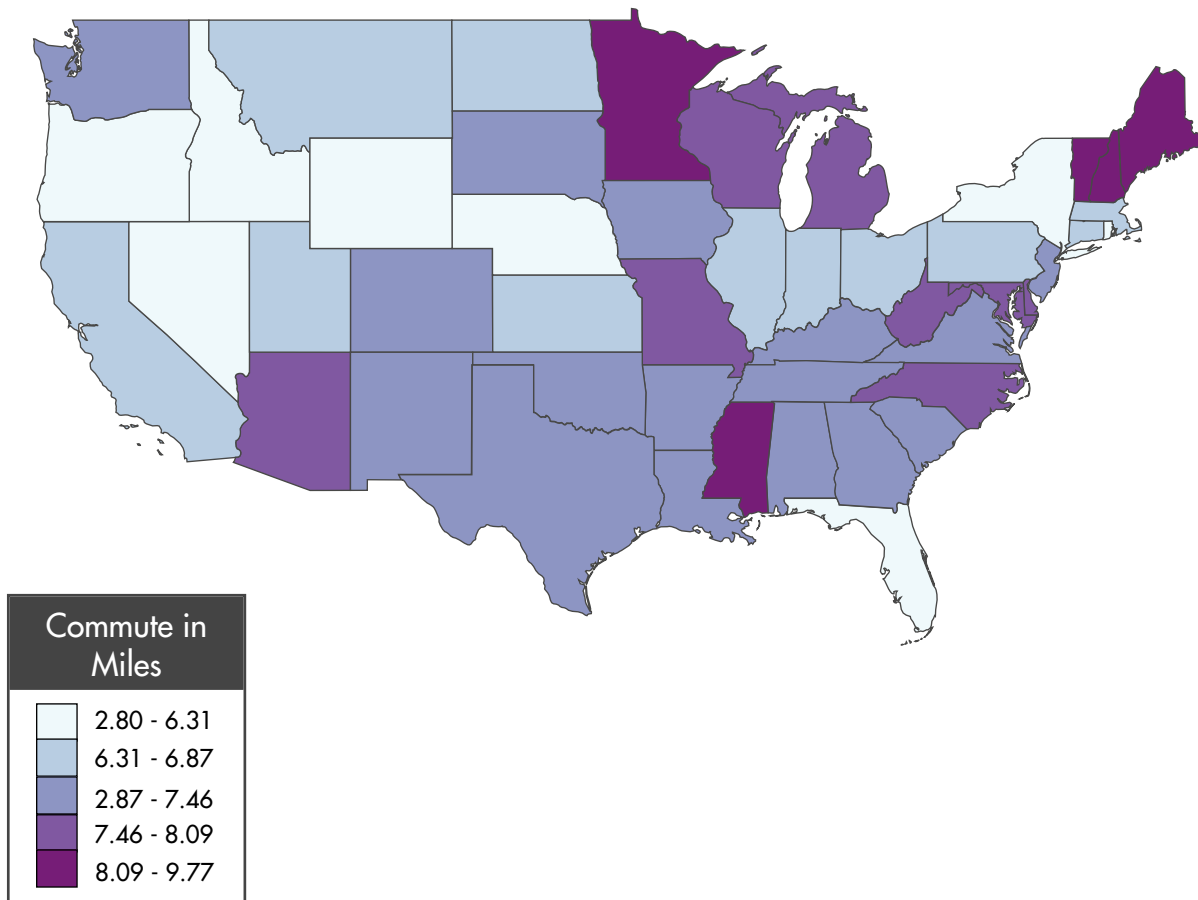 Commute in
Miles
2.80 - 6.31
6.31 - 6.87
2.87 - 7.46
7.46 - 8.09
8.09 - 9.77